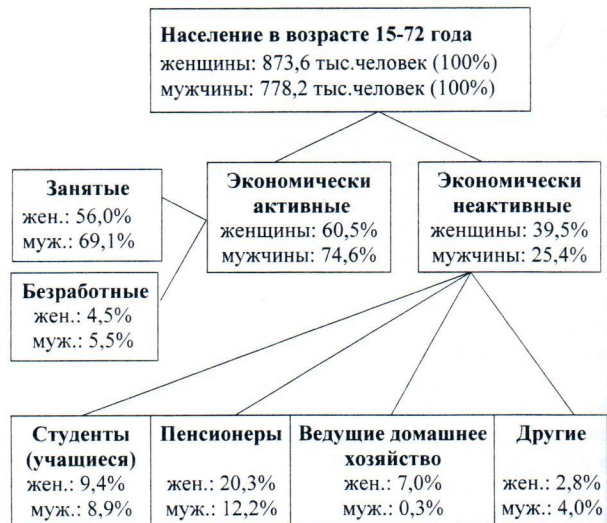 Население в возрасте 15-72 года
женщины: 873,6 тыс.человек (100%)
мужчины: 778,2 тыс.человек (100%)
Занятые
жен.: 56,0%
муж.: 69,1%
Экономически
активные
женщины: 60,5%
мужчины: 74,6%
Экономически
неактивные
женщины: 39,5%
мужчины: 25,4%
Безработные
жен.: 4,5%
муж.: 5,5%
Студенты
(учащиеся)
жен.: 9,4%
муж.: 8,9%
Пенсионеры
жен.: 20,3%
муж.: 12,2%
Ведущие домашнее
хозяйство
жен.: 7,0%
муж.: 0,3%
Другие
жен.: 2,8%
муж.: 4,0%